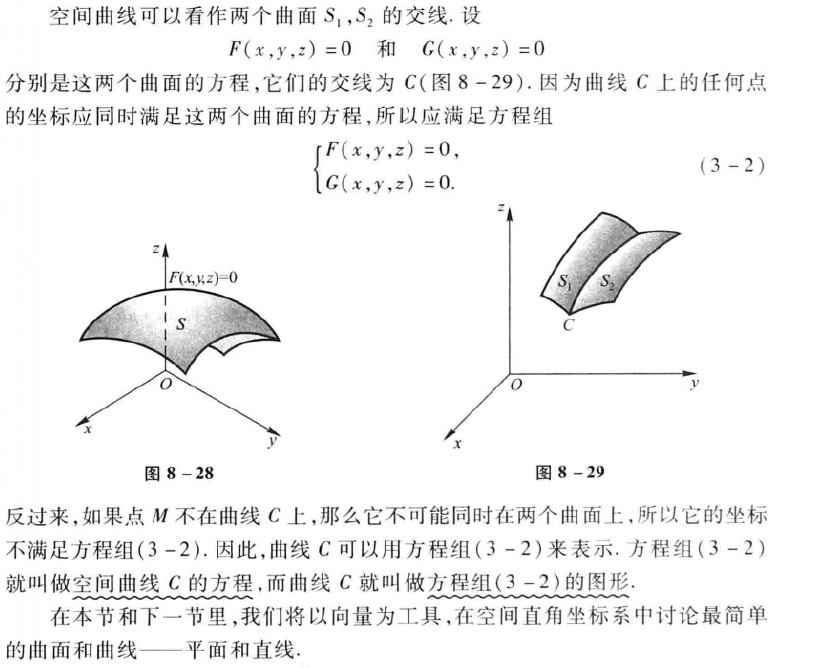 空间曲线可以看作两个曲面 S₁,S₂ 的交线. 设
F(x,y,z) = 0 和 G(x,y,z) = 0
分别是这两个曲面的方程,它们的交线为 C(图 8-29). 因为曲线 C 上的任何点
的坐标应同时满足这两个曲面的方程,所以应满足方程组
F(x,y,z) = 0,
G(x,y,z) = 0.
(3-2)
z
F(x,y,z)=0
S
O
x
y
图 8-28
z
S₁
S₂
C
O
y
x
图 8-29
反过来,如果点 M 不在曲线 C 上,那么它不可能同时在两个曲面上,所以它的坐标
不满足方程组(3-2). 因此,曲线 C 可以用方程组(3-2)来表示. 方程组(3-2)
就叫做空间曲线 C 的方程,而曲线 C 就叫做方程组(3-2)的图形.
在本节和下一节里,我们将以向量为工具,在空间直角坐标系中讨论最简单
的曲面和曲线——平面和直线.